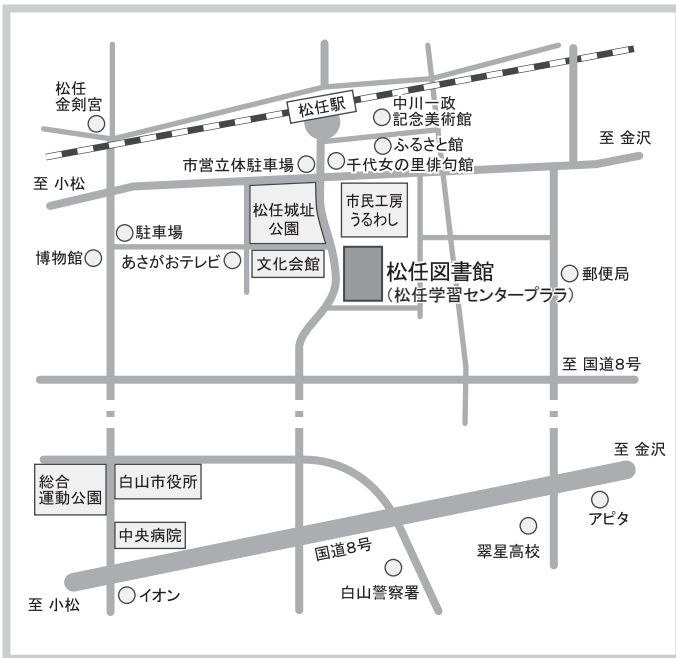 松任
金剣宮
松任駅
中川一政
記念美術館
ふるさと館
至 金沢
市営立体駐車場
千代女の里俳句館
至 小松
松任城址
公園
市民工房
うるわし
駐車場
博物館
あさがおテレビ
文化会館
松任図書館
(松任学習センタープララ)
郵便局
至 国道8号
至 金沢
総合
運動公園
白山市役所
アピタ
中央病院
国道8号
翠星高校
白山警察署
至 小松
イオン